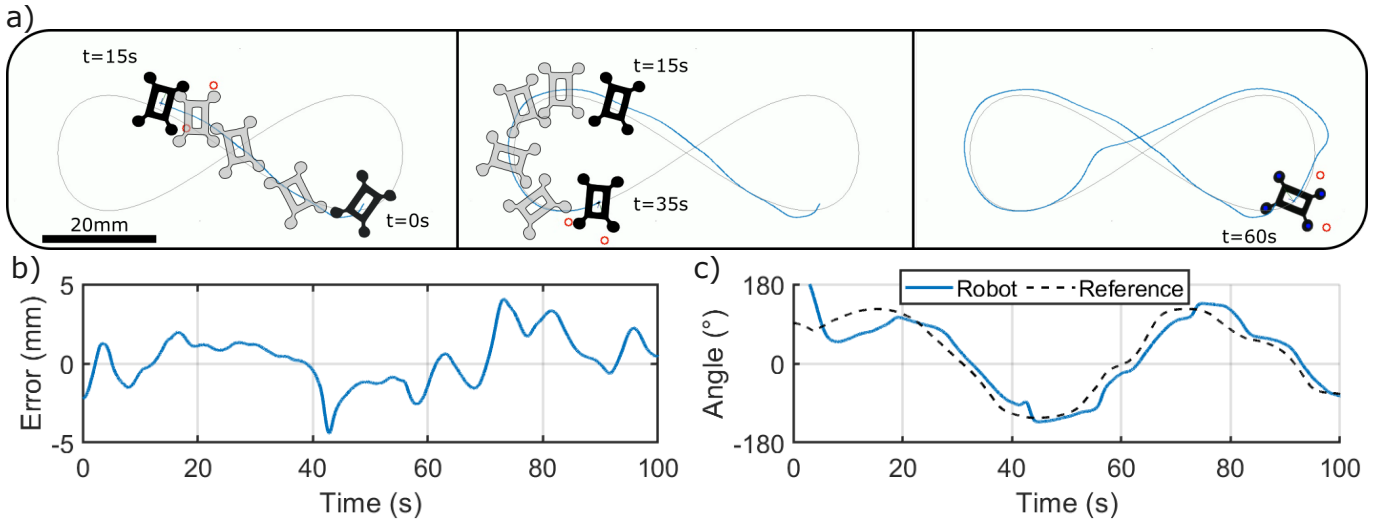 a)
t=15s
t=0s
20mm
t=15s
t=35s
t=60s
b)
5
0
-5
Error (mm)
0 20 40 60 80 100
Time (s)
c)
180
0
-180
Angle (°)
Robot Reference
0 20 40 60 80 100
Time (s)